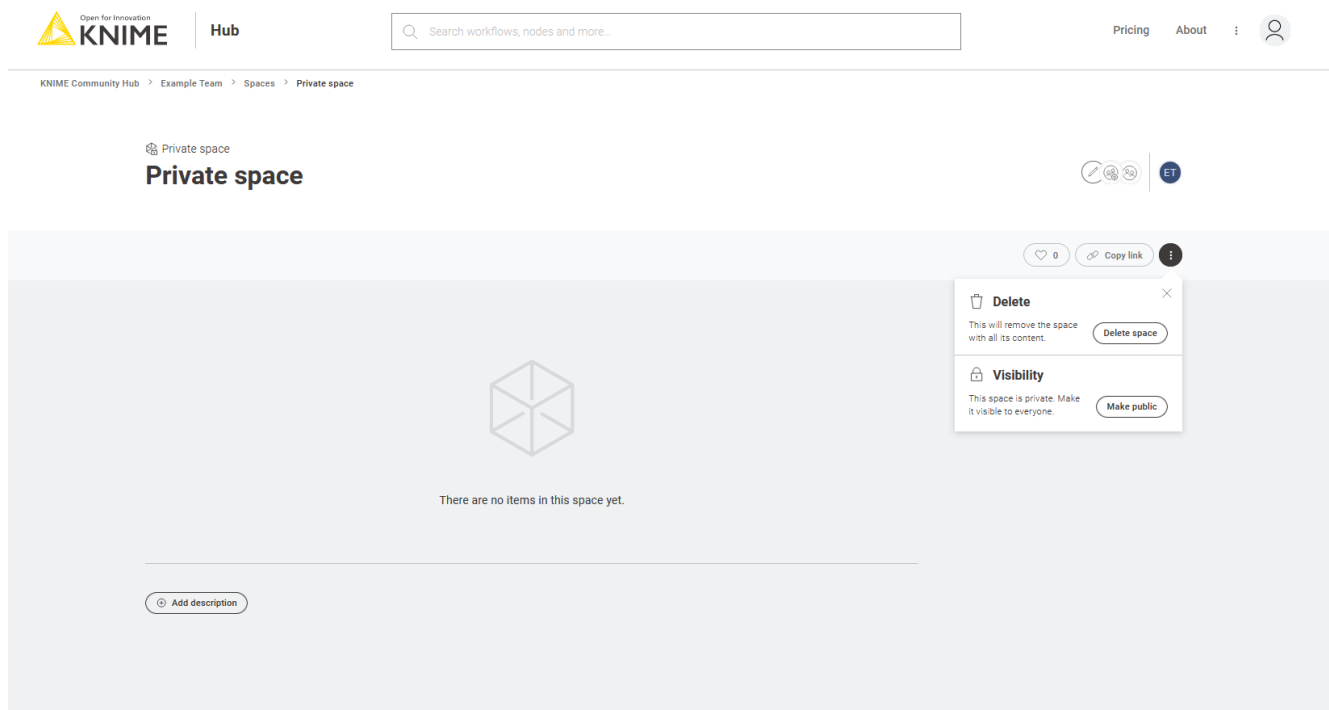 Open for Innovation
KNIME
Hub
Search workflows, nodes and more...
Pricing
About
KNIME Community Hub > Example Team > Spaces > Private space
Private space
Private space
ET
0
Copy link
Delete
This will remove the space
with all its content.
Delete space
Visibility
This space is private. Make
it visible to everyone.
Make public
There are no items in this space yet.
Add description